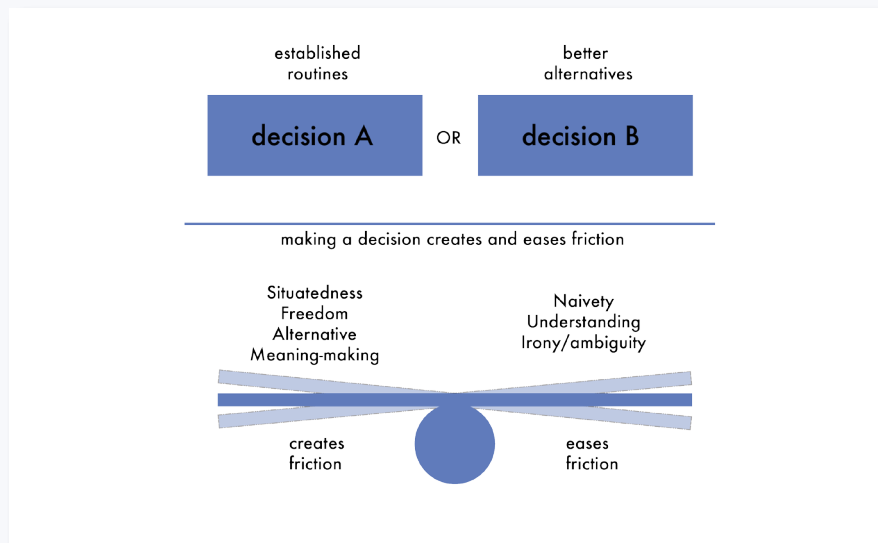 established
routines
better
alternatives
decision A
OR
decision B
making a decision creates and eases friction
Situatedness
Freedom
Alternative
Meaning-making
Naivety
Understanding
Irony/ambiguity
creates
friction
eases
friction